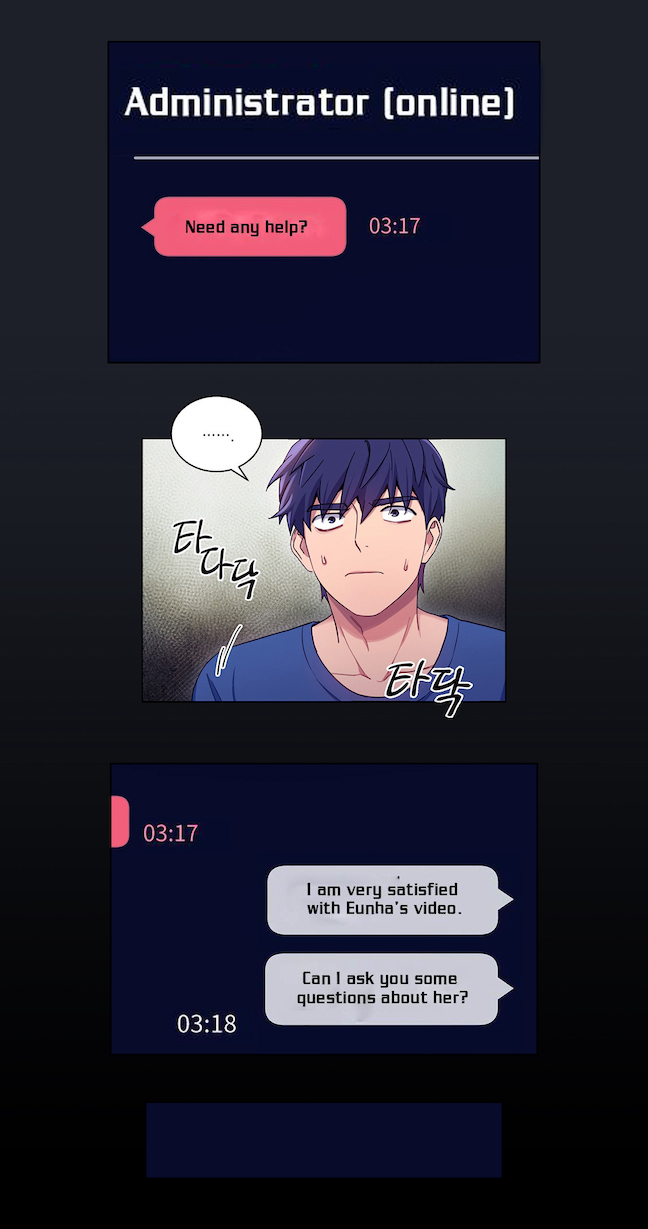 Administrator (online)
Need any help?
03:17
.......
타
다닥
타닥
03:17
I am very satisfied
with Eunha's video.
Can I ask you some
questions about her?
03:18